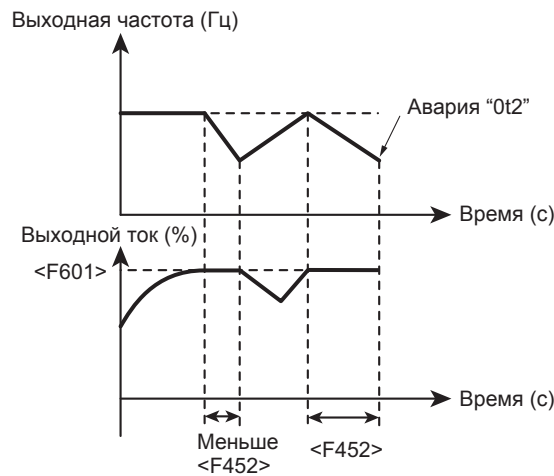 Выходная частота (Гц)
Авария “0t2”
Время (с)
Выходной ток (%)
<F601>
Время (с)
Меньше
<F452>
<F452>